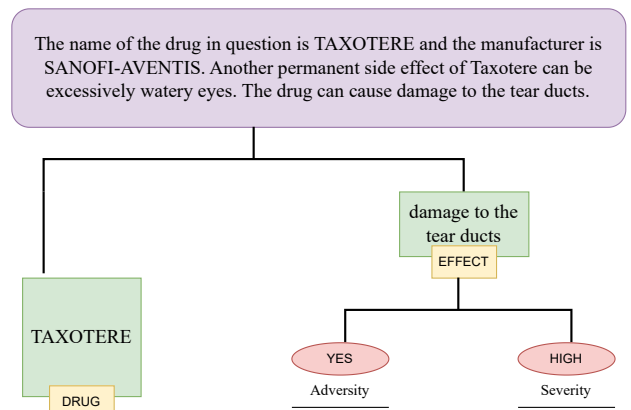 The name of the drug in question is TAXOTERE and the manufacturer is
SANOFI-AVENTIS. Another permanent side effect of Taxotere can be
excessively watery eyes. The drug can cause damage to the tear ducts.
damage to the
tear ducts
EFFECT
TAXOTERE
DRUG
YES
HIGH
Adversity
Severity